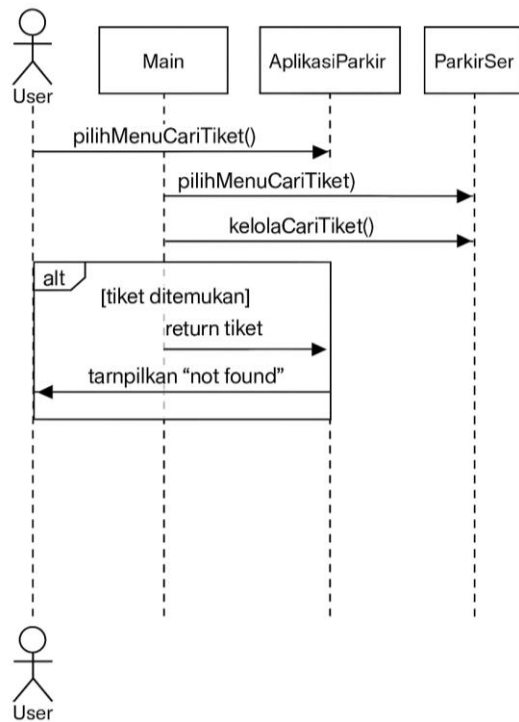 User
Main
AplikasiParkir
ParkirSer
pilihMenuCariTiket()
pilihMenuCariTiket)
kelolaCariTiket()
alt
[tiket ditemukan]
return tiket
tarnpilkan “not found”
User